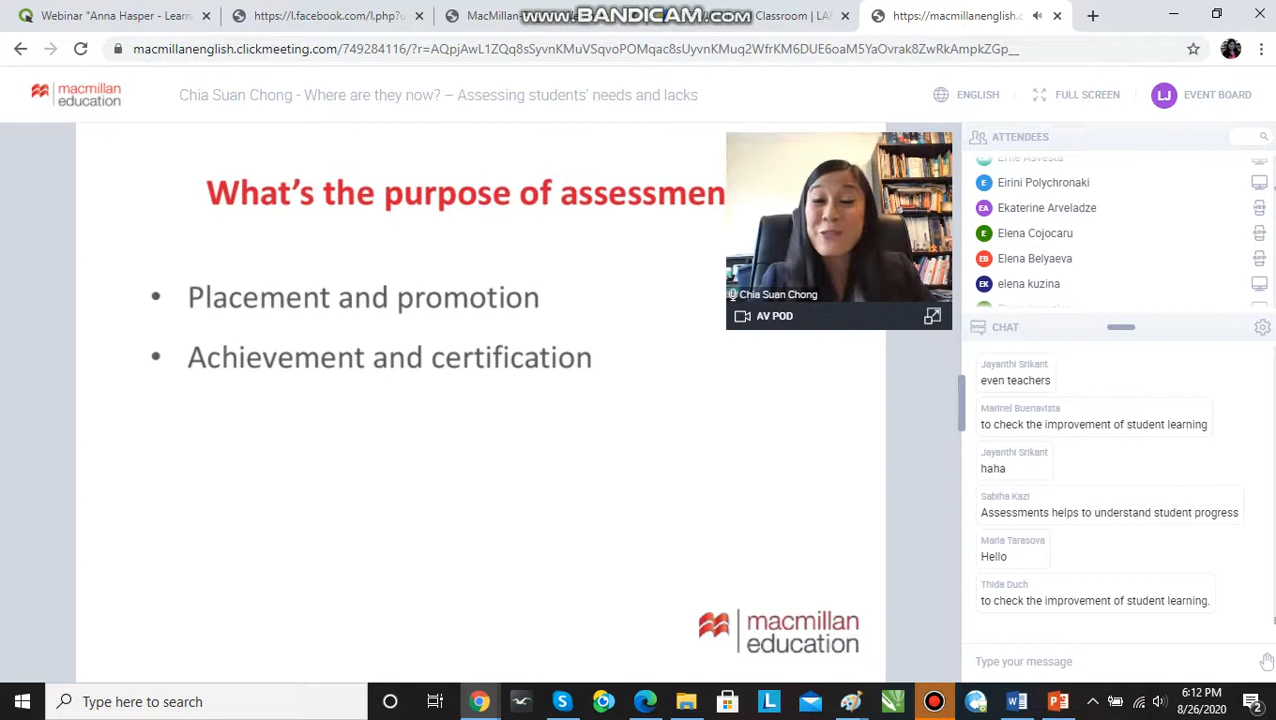 Webinar "Anna Hasper - Learn
https://l.facebook.com/l.php?
MacMillan
Classroom | LAF
https://macmillanenglish.c
www.BANDICAM.com
macmillanenglish.clickmeeting.com/749284116/?r=AQpjAwL1ZQq8sSyvnKMuVSqvoPOMqac8sUyvnKMuq2WfrKM6DUE6oaM5YaOvrak8ZwRkAmpkZGp__
macmillan
education
Chia Suan Chong - Where are they now? – Assessing students' needs and lacks
ENGLISH
FULL SCREEN
LJ
EVENT BOARD
What's the purpose of assessmen
• Placement and promotion
• Achievement and certification
Chia Suan Chong
AV POD
macmillan
education
ATTENDEES
E Eirini Polychronaki
EA Ekaterine Arveladze
E Elena Cojocaru
EB Elena Belyaeva
EK elena kuzina
CHAT
Jayanthi Srikant
even teachers
Marinel Buenavista
to check the improvement of student learning
Jayanthi Srikant
haha
Sabiha Kazi
Assessments helps to understand student progress
Maria Tarasova
Hello
Thida Duch
to check the improvement of student learning.
Type your message
Type here to search
6:12 PM
8/26/2020
2